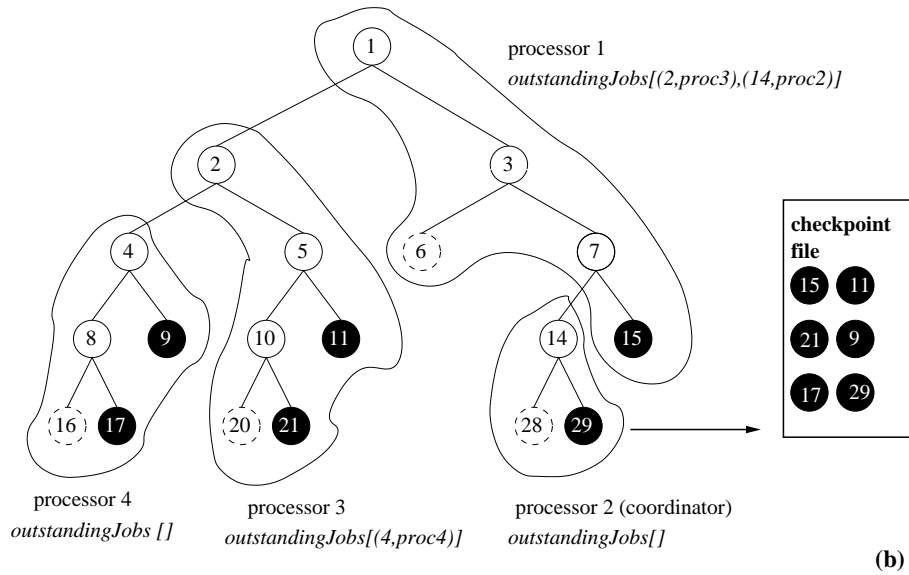 1
processor 1
outstandingJobs[(2,proc3),(14,proc2)]
2
3
4
5
6
7
checkpoint
file
15 11
21 9
17 29
8
9
10
11
14
15
16
17
20
21
28
29
processor 4
outstandingJobs []
processor 3
outstandingJobs[(4,proc4)]
processor 2 (coordinator)
outstandingJobs[]
(b)